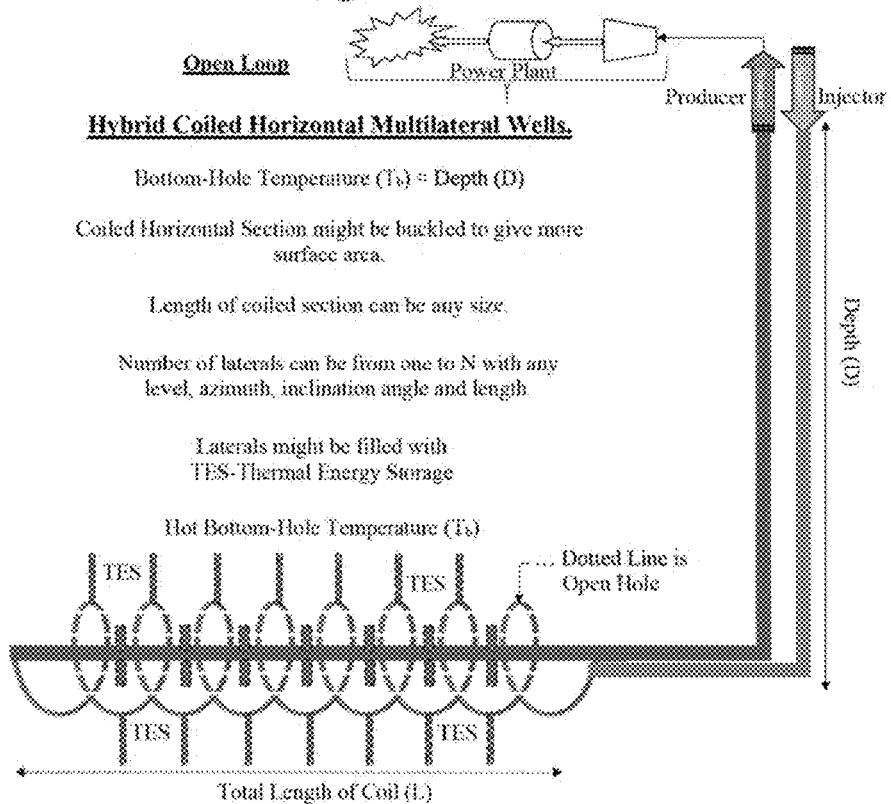 Open Loop
Power Plant
Producer
Injector
Hybrid Coiled Horizontal Multilateral Wells.
Bottom-Hole Temperature (Tb) = Depth (D)
Coiled Horizontal Section might be buckled to give more
surface area.
Length of coiled section can be any size.
Number of laterals can be from one to N with any
level, azimuth, inclination angle and length
Laterals might be filled with
TES-Thermal Energy Storage
Depth (D)
Hot Bottom-Hole Temperature (Tb)
TES
TES
... Dotted Line is
Open Hole
TES
TES
Total Length of Coil (L)